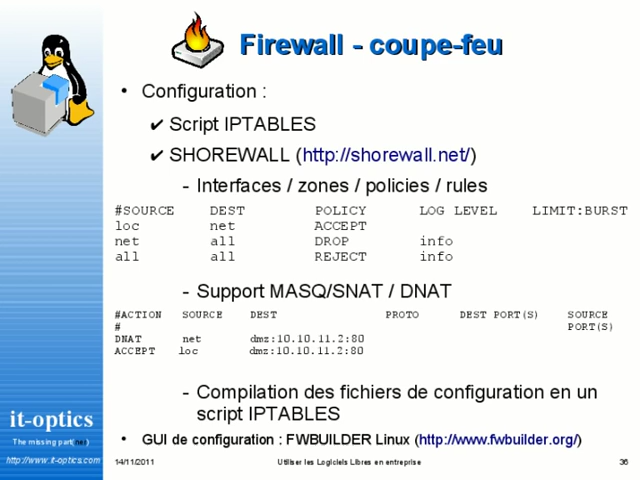 Firewall - coupe-feu
• Configuration :
✔ Script IPTABLES
✔ SHOREWALL (http://shorewall.net/)
- Interfaces / zones / policies / rules
#SOURCE DEST POLICY LOG LEVEL LIMIT:BURST
loc net ACCEPT
net all DROP info
all all REJECT info
- Support MASQ/SNAT / DNAT
#ACTION SOURCE DEST PROTO DEST PORT(S) SOURCE
# PORT(S)
DNAT net dmz:10.10.11.2:80
ACCEPT loc dmz:10.10.11.2:80
- Compilation des fichiers de configuration en un
script IPTABLES
• GUI de configuration : FWBUILDER Linux (http://www.fwbuilder.org/)
it-optics
The missing part(ner)
http://www.it-optics.com
14/11/2011 Utiliser les Logiciels Libres en entreprise 36